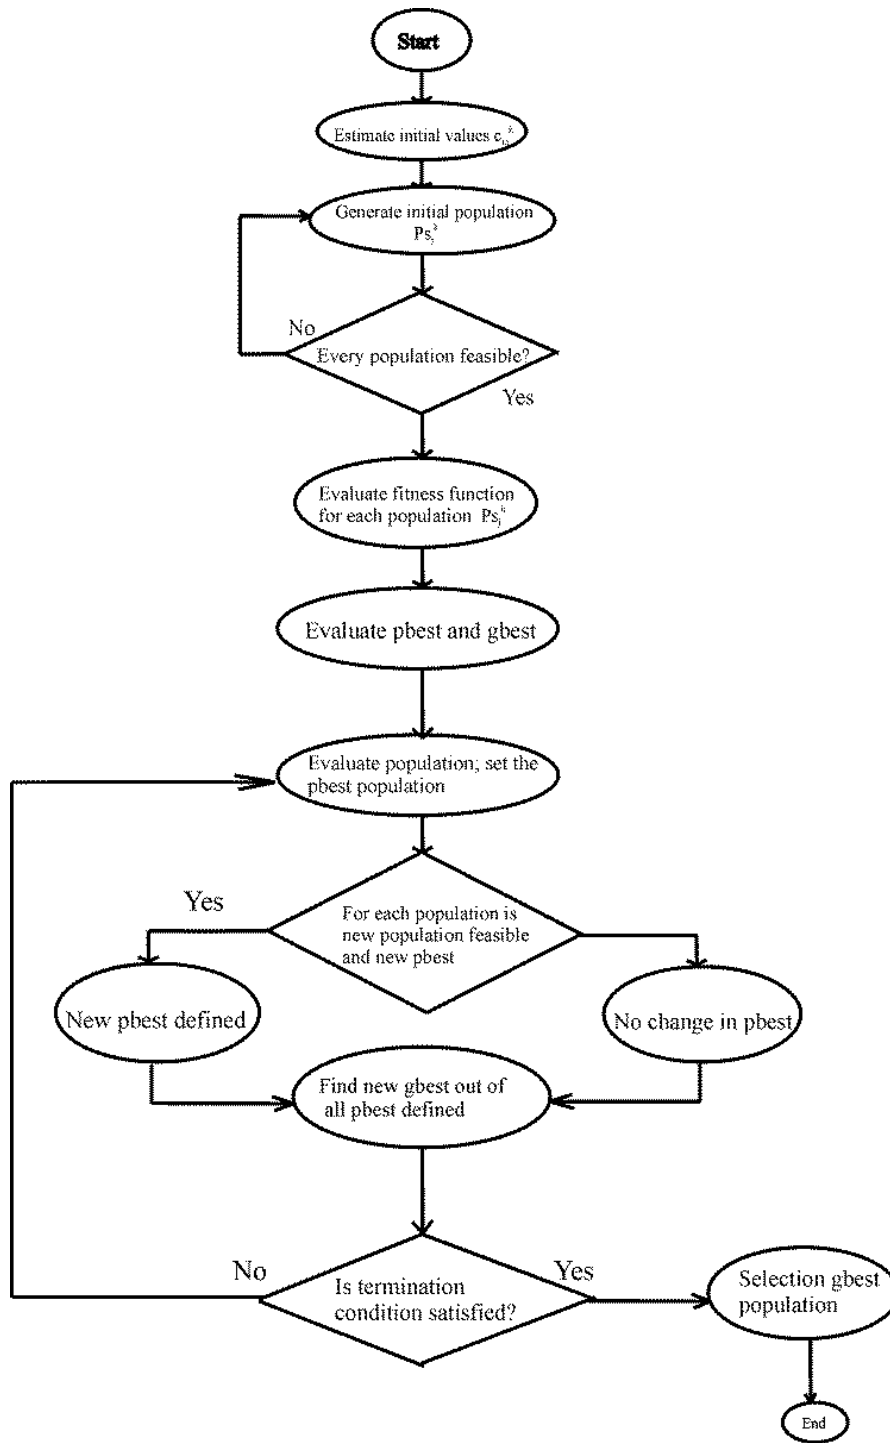 Start
Estimate initial values
Generate initial population
Ps
No
Every population feasible?
Yes
Evaluate fitness function
for each population Ps
Evaluate pbest and gbest
Evaluate population; set the
pbest population
Yes
For each population is
new population feasible
and new pbest
New pbest defined
No change in pbest
Find new gbest out of
all pbest defined
No
Yes
Is termination
condition satisfied?
Selection gbest
population
End